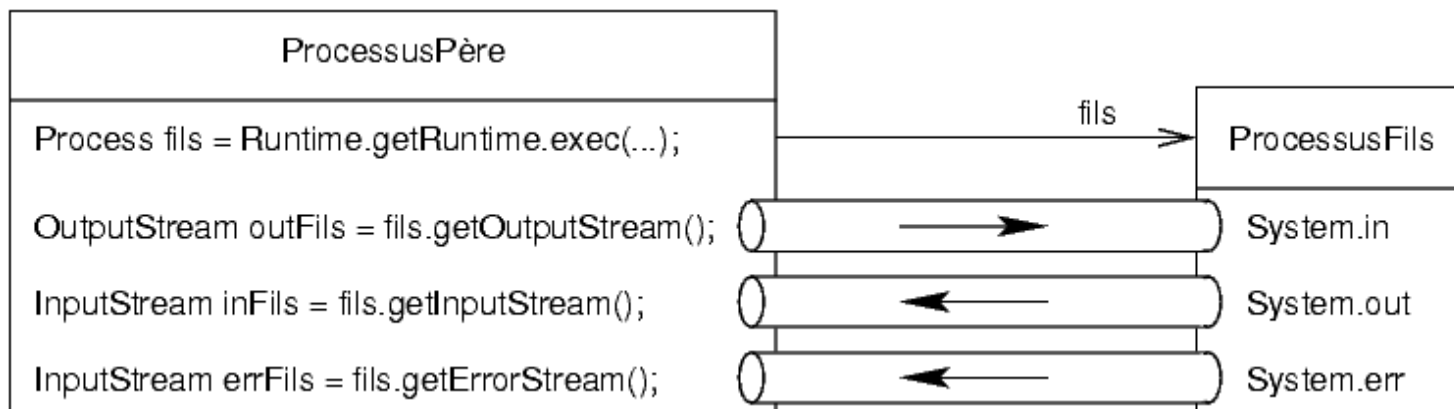 ProcessusPère
Process fils = Runtime.getRuntime.exec(...);
fils
ProcessusFils
OutputStream outFils = fils.getOutputStream();
System.in
InputStream inFils = fils.getInputStream();
System.out
InputStream errFils = fils.getErrorStream();
System.err